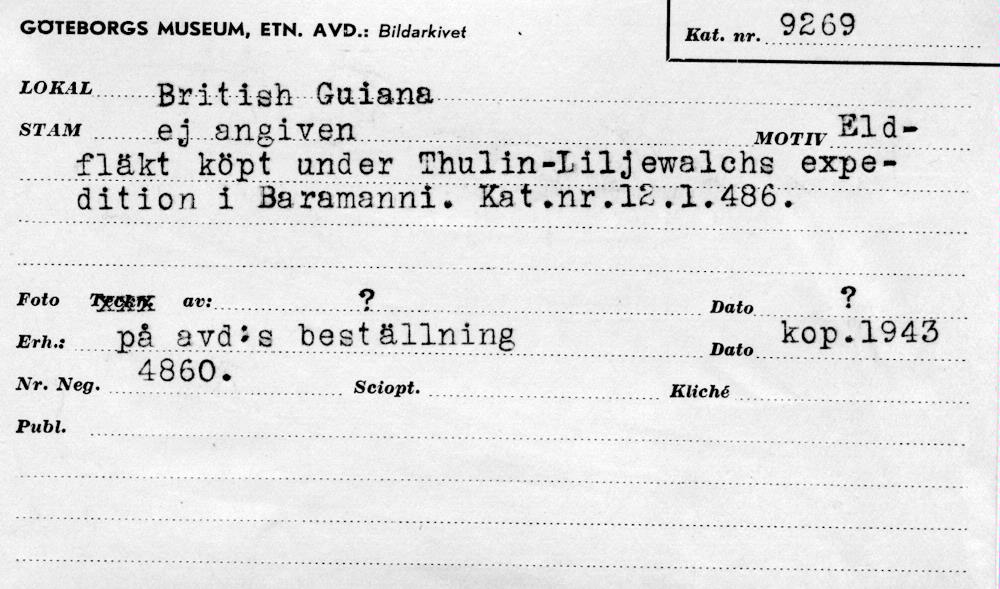 GÖTEBORGS MUSEUM, ETN. AVD.: Bildarkivet
Kat. nr. 9269
LOKAL British Guiana
STAM ej angiven MOTIV Eld-
fläkt köpt under Thulin-Liljewalchs expe-
dition i Baramanni. Kat.nr.12.1.486.
Foto av: ? Dato ?
Erh.: på avd:s beställning Dato kop.1943
Nr. Neg. 4860. Sciopt. Kliché
Publ.